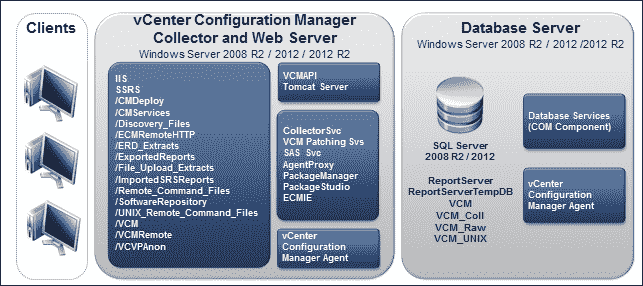 Clients
vCenter Configuration Manager
Collector and Web Server
Windows Server 2008 R2 / 2012 / 2012 R2
IIS
SSRS
/CMDeploy
/CMServices
/Discovery_Files
/ECMRemoteHTTP
/ERD_Extracts
/ExportedReports
/File_Upload_Extracts
/ImportedSRSReports
/Remote_Command_Files
/SoftwareRepository
/UNIX_Remote_Command_Files
/VCM
/VCMRemote
/VCVPAnon
VCMAPI
Tomcat Server
CollectorSvc
VCM Patching Svs
SAS Svc
AgentProxy
PackageManager
PackageStudio
ECMIE
vCenter
Configuration
Manager Agent
Database Server
Windows Server 2008 R2 / 2012 /2012 R2
SQL Server
2008 R2 / 2012
ReportServer
ReportServerTempDB
VCM
VCM_Coll
VCM_Raw
VCM_UNIX
Database Services
(COM Component)
vCenter
Configuration
Manager Agent